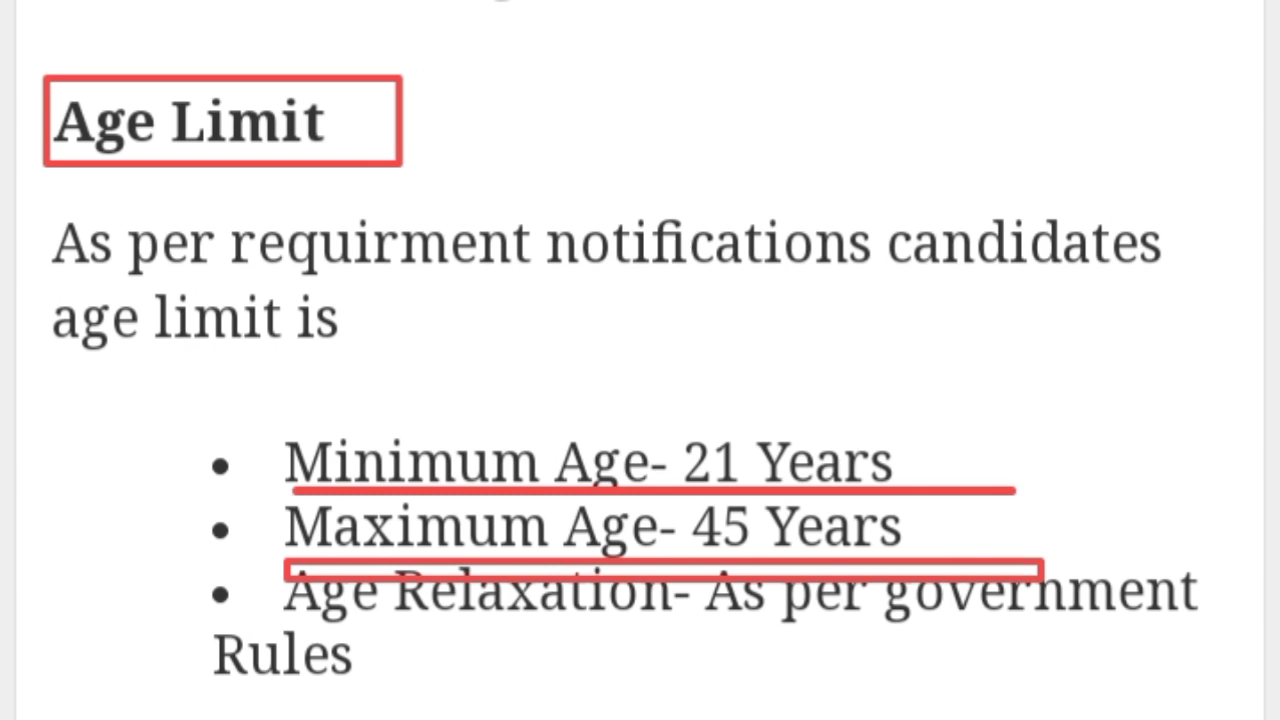 Age Limit
As per requirment notifications candidates
age limit is
• Minimum Age- 21 Years
• Maximum Age- 45 Years
• Age Relaxation- As per government
Rules